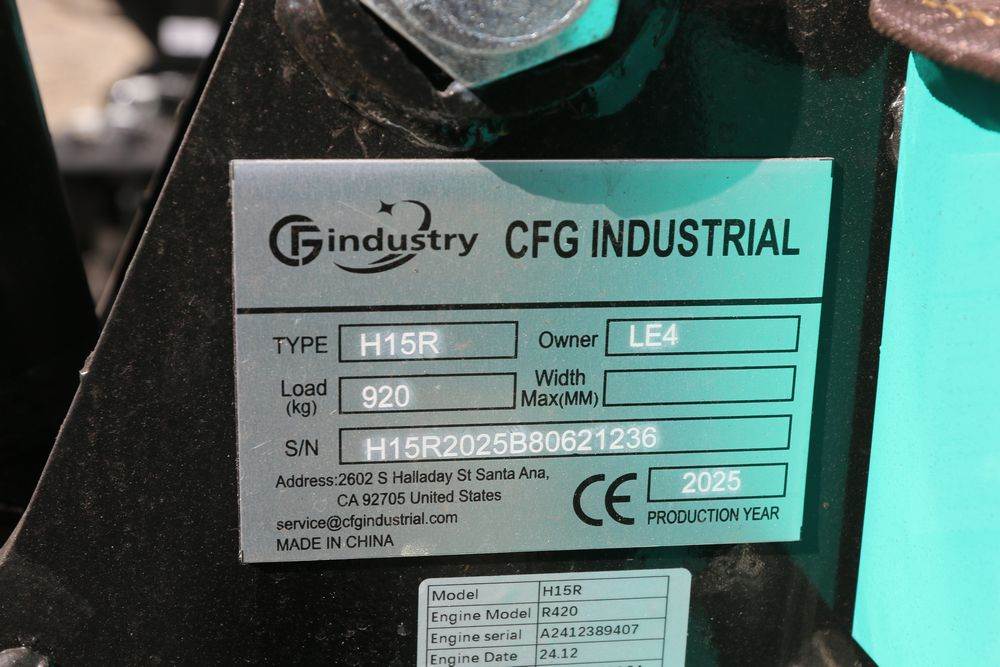 CFG industry CFG INDUSTRIAL
TYPE H15R Owner LE4
Load (kg) 920 Width Max(MM)
S/N H15R2025B80621236
Address:2602 S Halladay St Santa Ana,
CA 92705 United States
service@cfgindustrial.com
MADE IN CHINA
CE 2025
PRODUCTION YEAR
Model H15R
Engine Model R420
Engine serial A2412389407
Engine Date 24.12